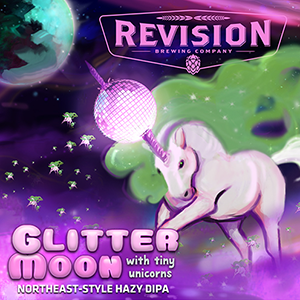 REVISION
BREWING COMPANY
GLITTER
MOON with tiny
unicorns
NORTHEAST-STYLE HAZY DIPA